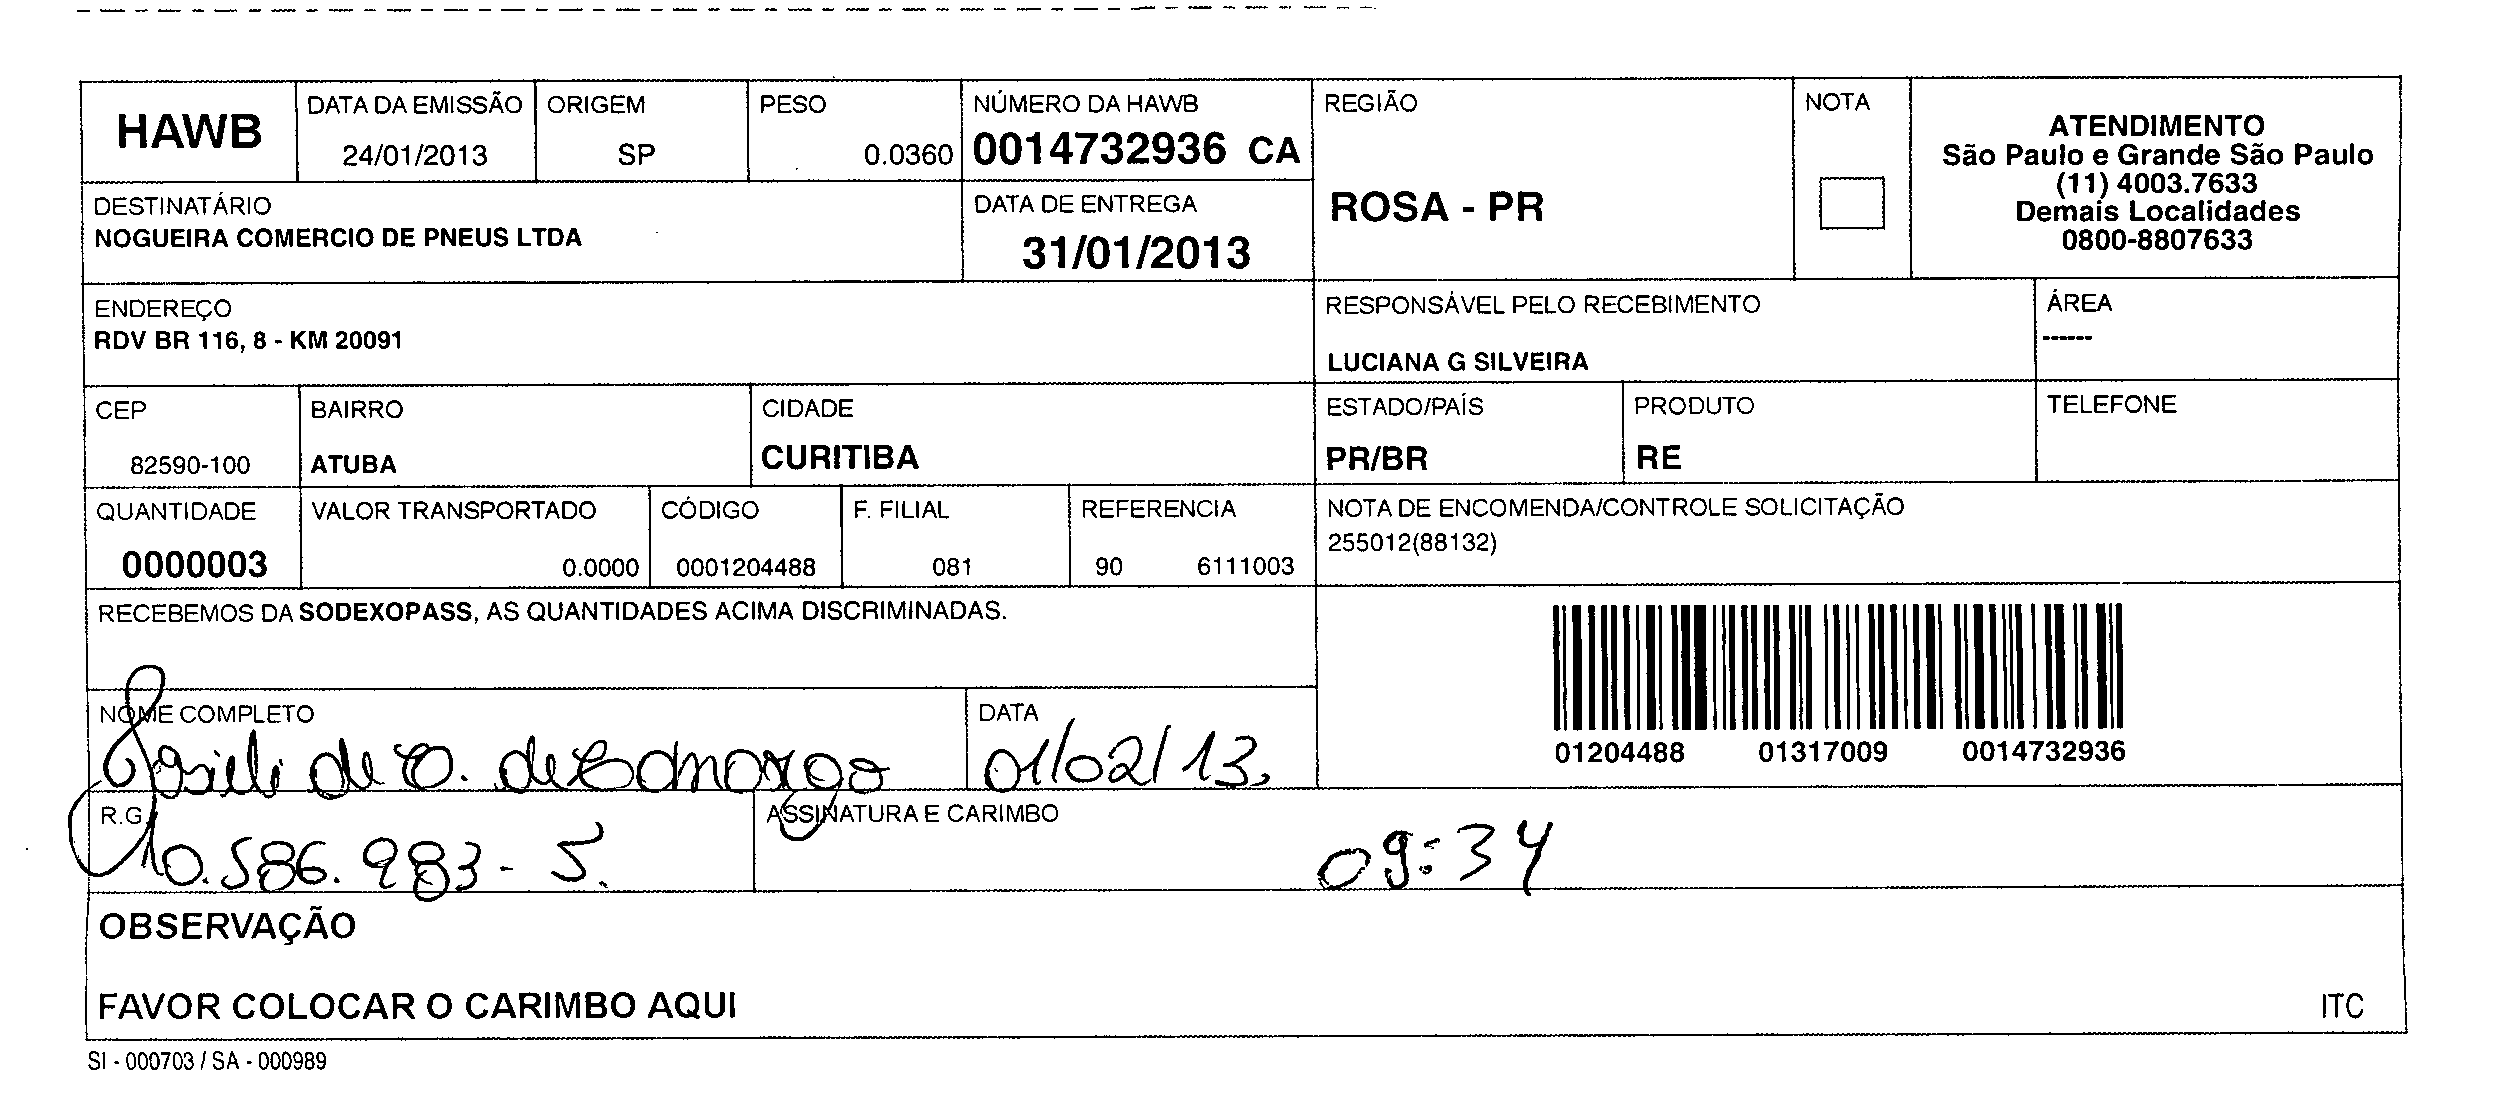 HAWB
DATA DA EMISSÃO
24/01/2013
ORIGEM
SP
PESO
0.0360
NÚMERO DA HAWB
0014732936 CA
REGIÃO
ROSA - PR
NOTA
ATENDIMENTO
São Paulo e Grande São Paulo
(11) 4003.7633
Demais Localidades
0800-8807633
DESTINATÁRIO
NOGUEIRA COMERCIO DE PNEUS LTDA
DATA DE ENTREGA
31/01/2013
ENDEREÇO
RDV BR 116, 8 - KM 20091
RESPONSÁVEL PELO RECEBIMENTO
LUCIANA G SILVEIRA
ÁREA
------
CEP
82590-100
BAIRRO
ATUBA
CIDADE
CURITIBA
ESTADO/PAÍS
PR/BR
PRODUTO
RE
TELEFONE
QUANTIDADE
0000003
VALOR TRANSPORTADO
0.0000
CÓDIGO
0001204488
F. FILIAL
081
REFERENCIA
90 6111003
NOTA DE ENCOMENDA/CONTROLE SOLICITAÇÃO
255012(88132)
RECEBEMOS DA SODEXOPASS, AS QUANTIDADES ACIMA DISCRIMINADAS.
01204488 01317009 0014732936
NOME COMPLETO
de O. de
DATA
01/02/13
R.G.
10.586.983-5.
ASSINATURA E CARIMBO
09:34
OBSERVAÇÃO
FAVOR COLOCAR O CARIMBO AQUI
ITC
SI - 000703 / SA - 000989